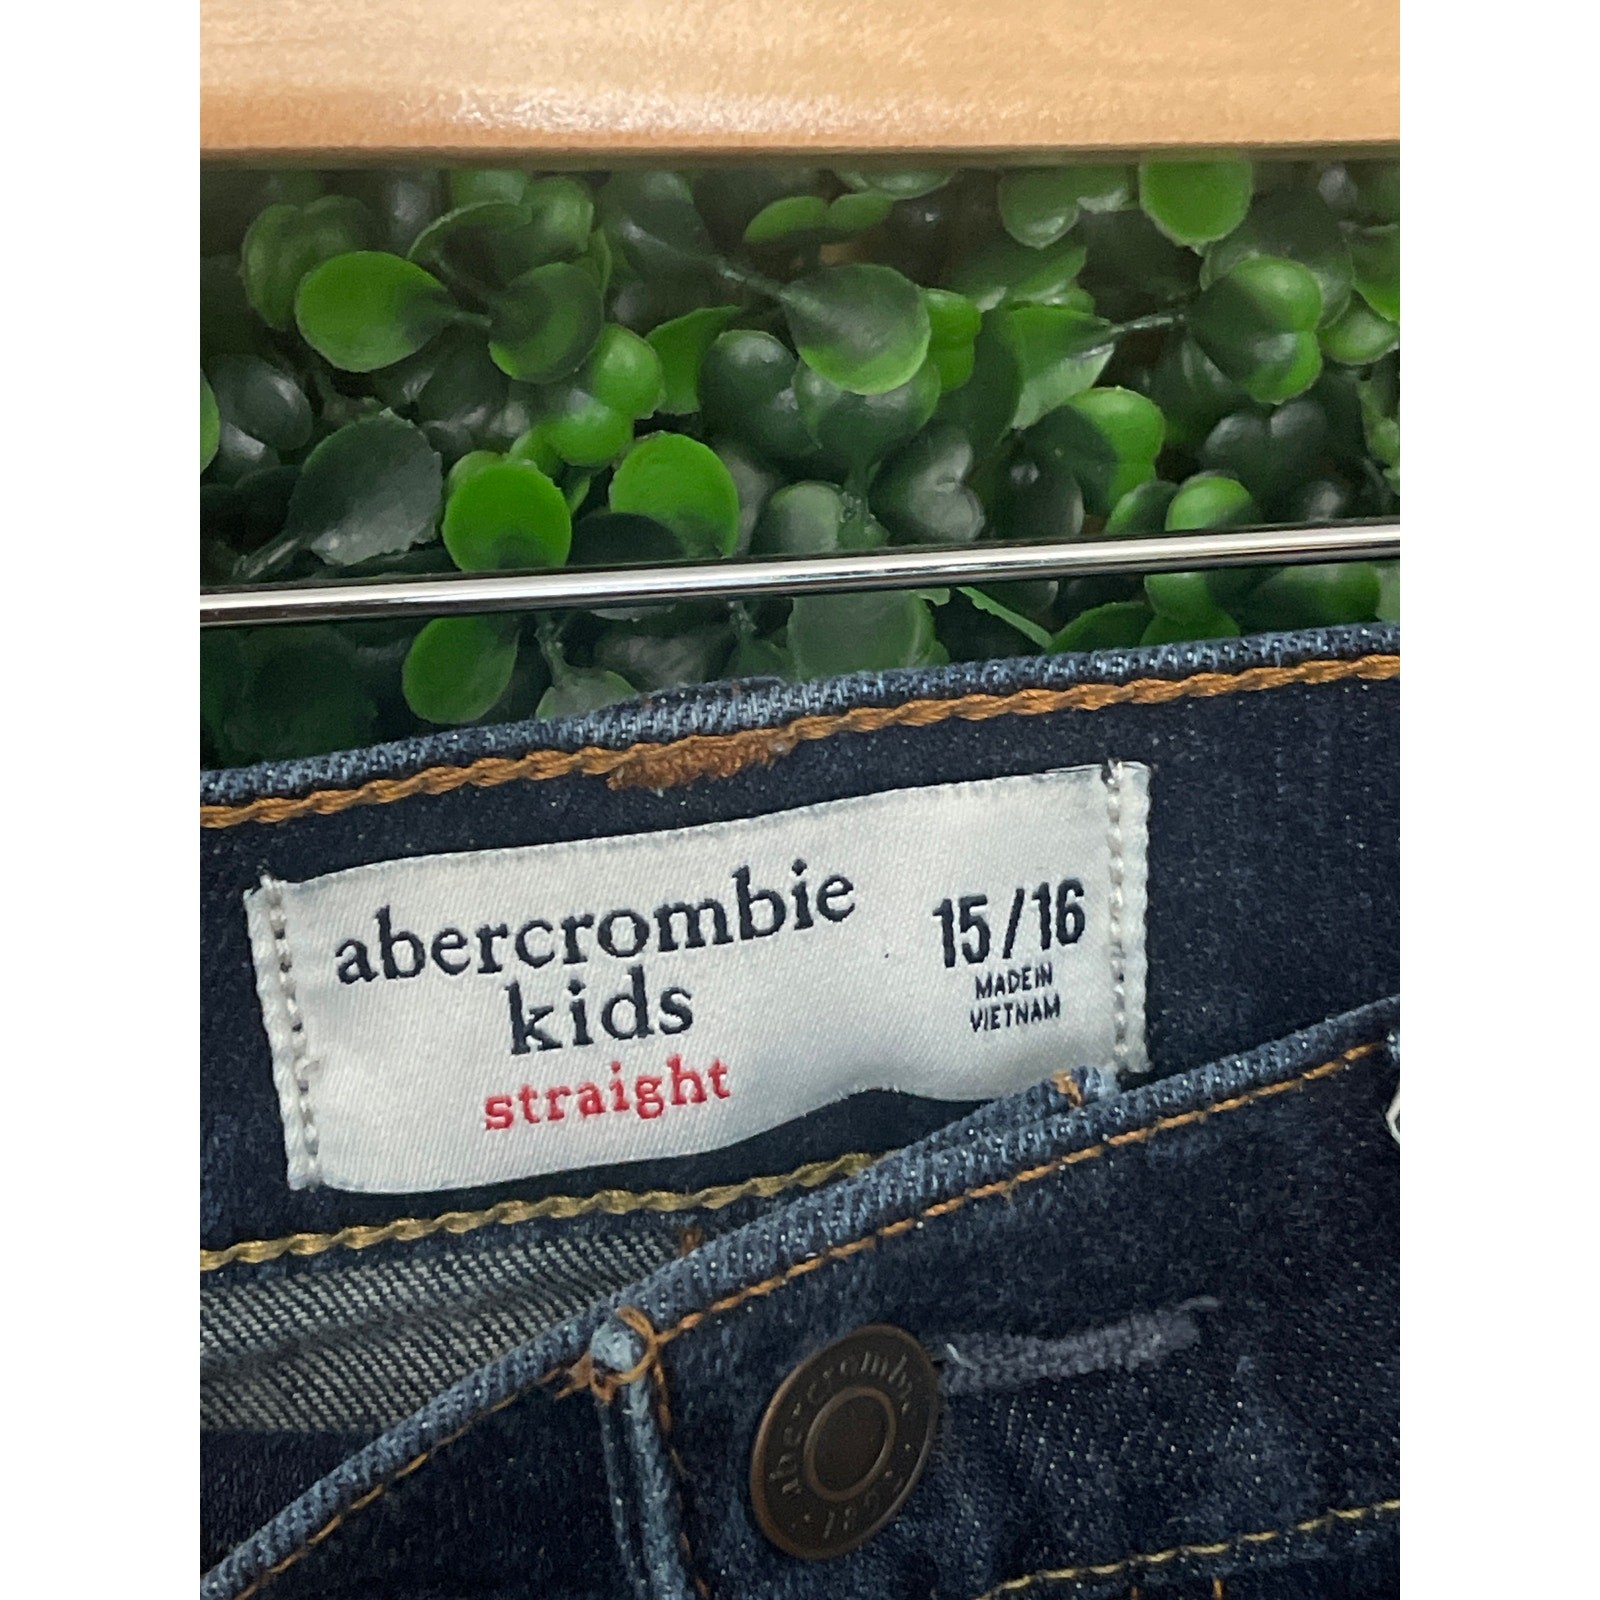 abercrombie
kids
straight
15/16
MADE IN
VIETNAM
abercrombie
1892